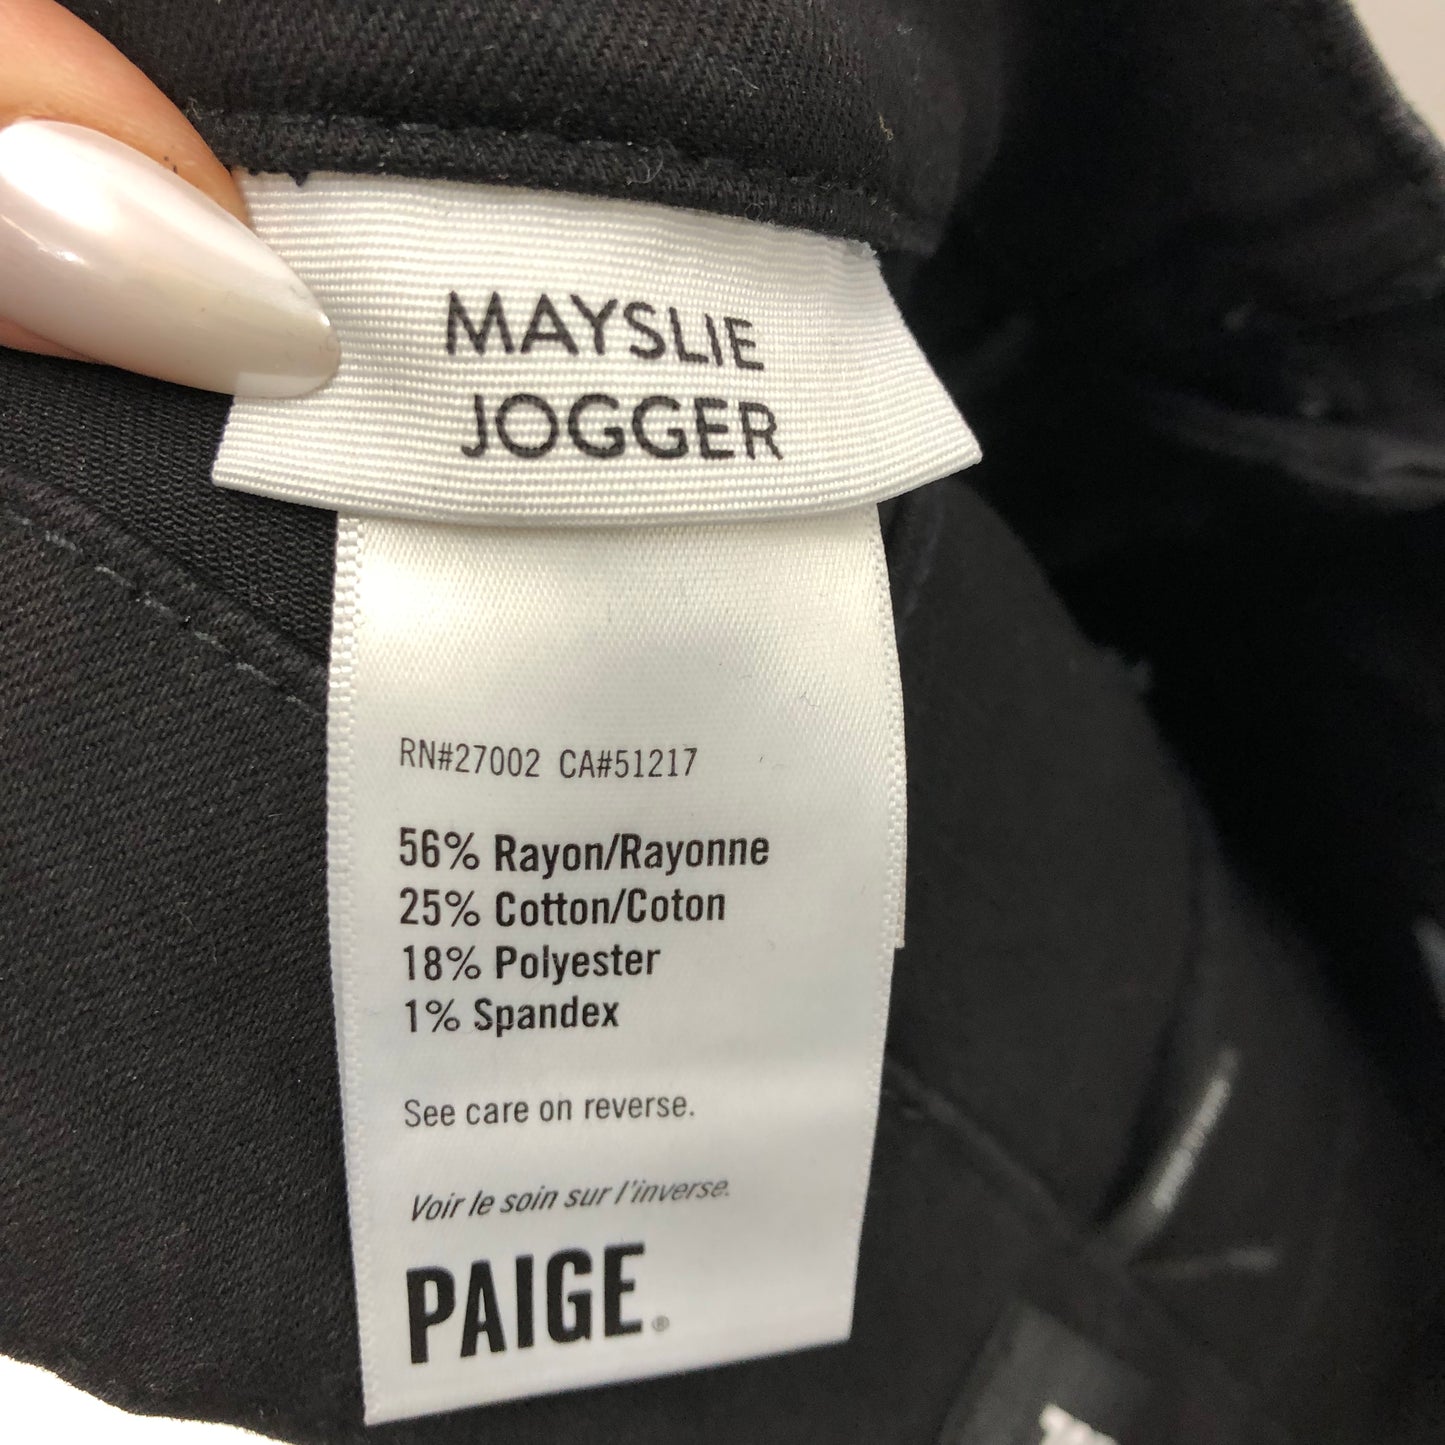 MAYSLIE
JOGGER
RN#27002 CA#51217
56% Rayon/Rayonne
25% Cotton/Coton
18% Polyester
1% Spandex
See care on reverse.
Voir le soin sur l'inverse.
PAIGE®